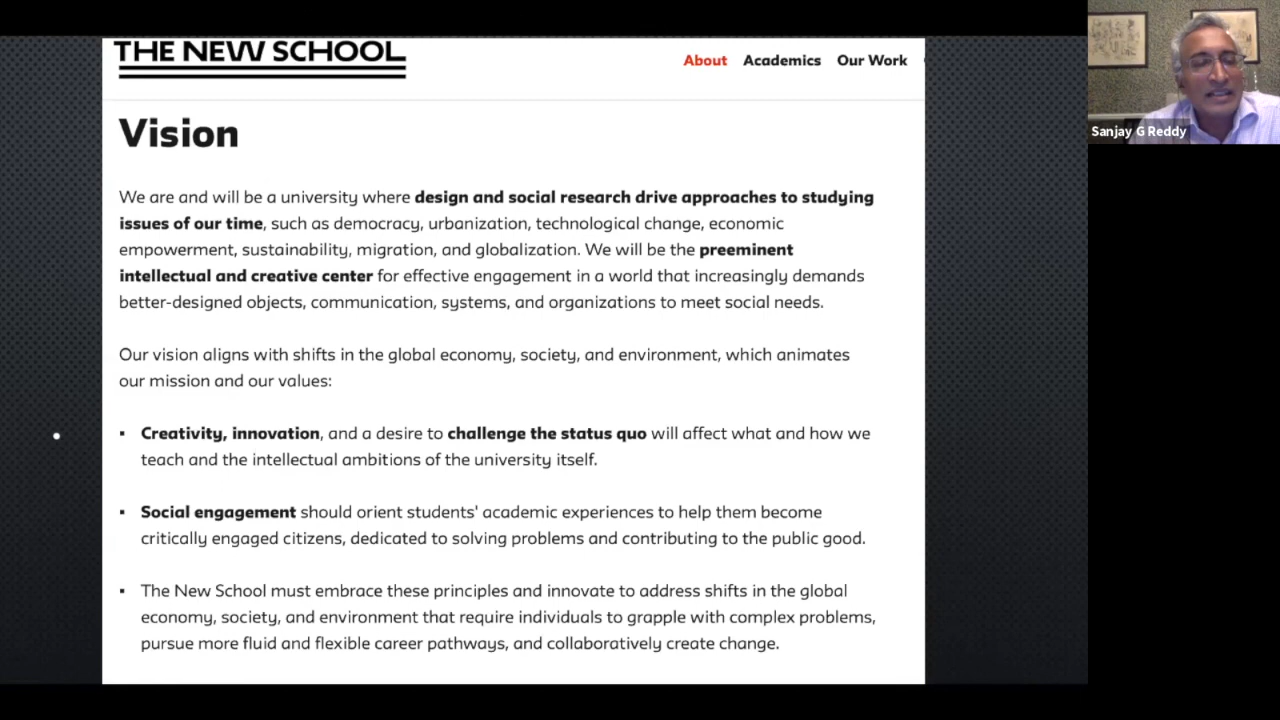 THE NEW SCHOOL
About Academics Our Work
Sanjay G Reddy
Vision
We are and will be a university where design and social research drive approaches to studying
issues of our time, such as democracy, urbanization, technological change, economic
empowerment, sustainability, migration, and globalization. We will be the preeminent
intellectual and creative center for effective engagement in a world that increasingly demands
better-designed objects, communication, systems, and organizations to meet social needs.
Our vision aligns with shifts in the global economy, society, and environment, which animates
our mission and our values:
▪ Creativity, innovation, and a desire to challenge the status quo will affect what and how we
teach and the intellectual ambitions of the university itself.
▪ Social engagement should orient students' academic experiences to help them become
critically engaged citizens, dedicated to solving problems and contributing to the public good.
▪ The New School must embrace these principles and innovate to address shifts in the global
economy, society, and environment that require individuals to grapple with complex problems,
pursue more fluid and flexible career pathways, and collaboratively create change.